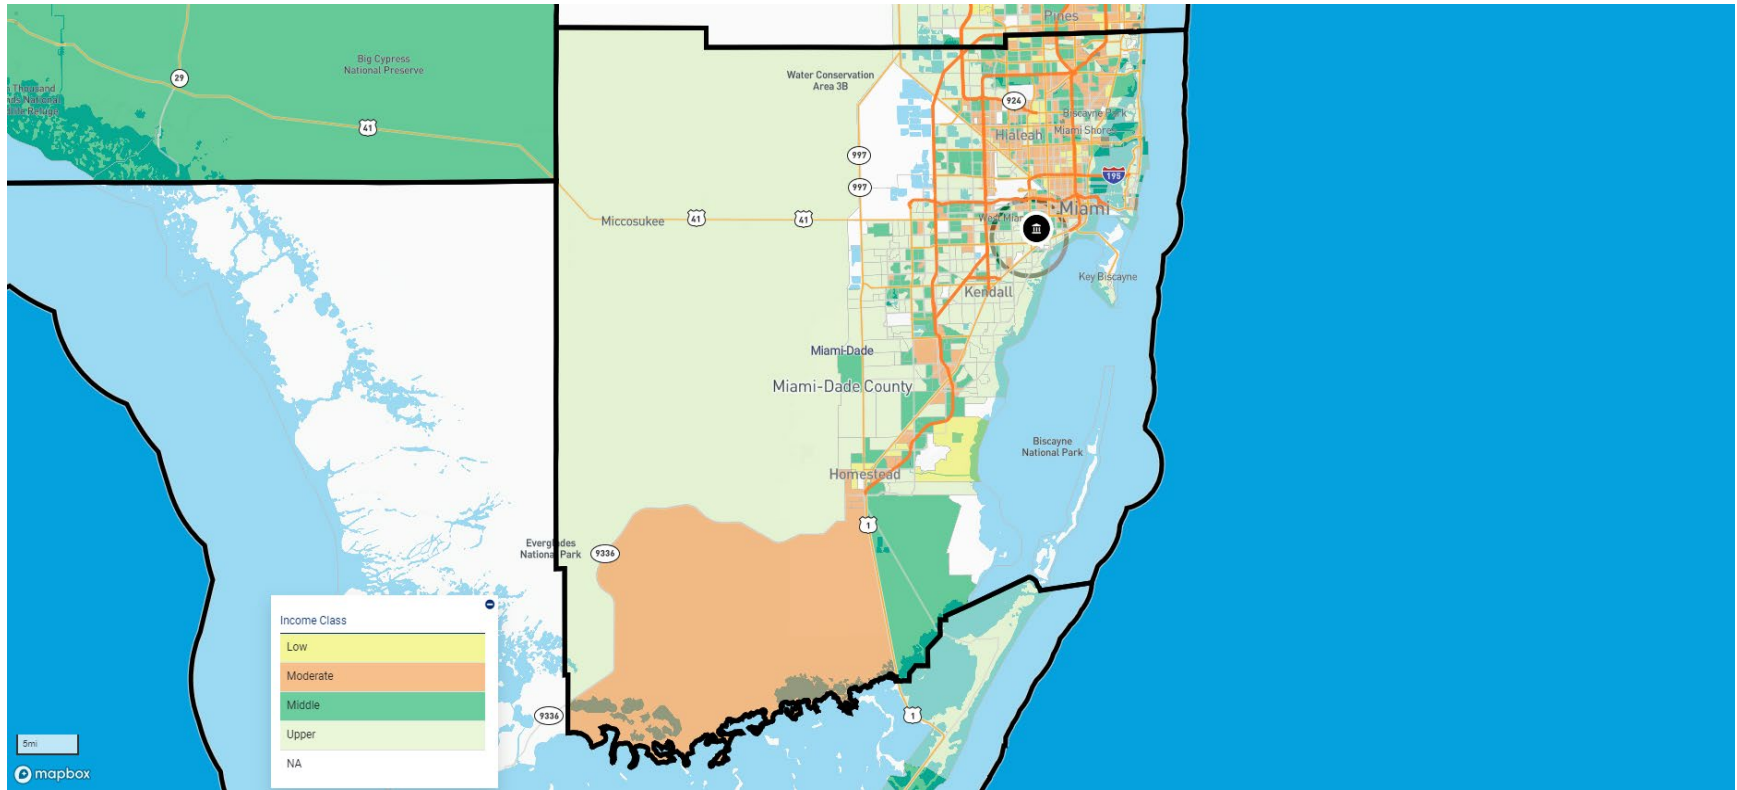 Pines
Big Cypress
National Preserve
29
Water Conservation
Area 3B
924
Biscayne Park
Hialeah
Miami Shores
41
997
195
997
Miami
Miccosukee
41
41
Key Biscayne
Kendall
Miami-Dade
Miami-Dade County
Biscayne
National Park
Homestead
1
Everglades
National Park
9336
Income Class
Low
Moderate
Middle
Upper
NA
9336
1
5mi
mapbox